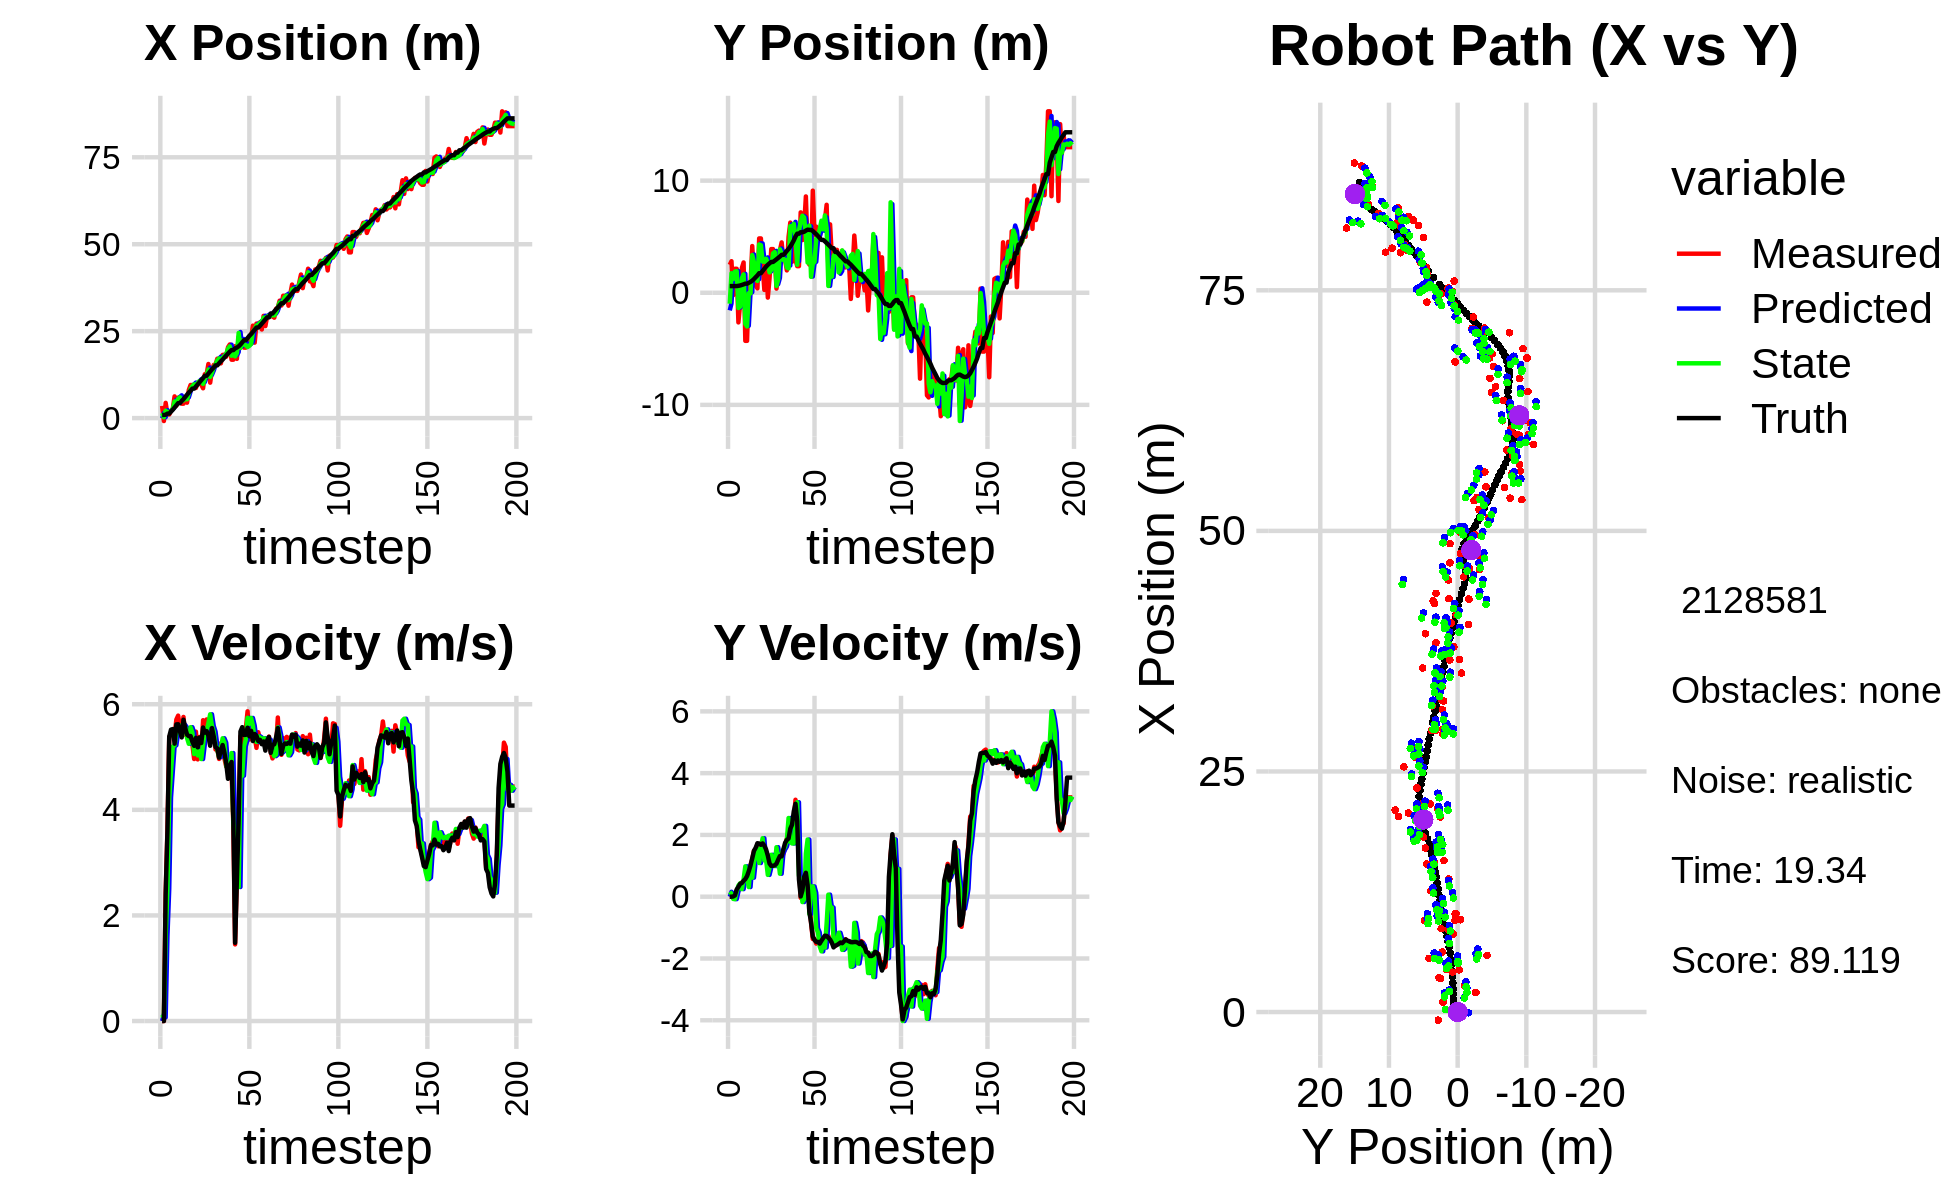 X Position (m)
75
50
25
0
0
50
100
150
200
timestep
Y Position (m)
10
0
-10
0
50
100
150
200
timestep
X Velocity (m/s)
6
4
2
0
0
50
100
150
200
timestep
Y Velocity (m/s)
6
4
2
0
-2
-4
0
50
100
150
200
timestep
Robot Path (X vs Y)
X Position (m)
75
50
25
0
20 10 0 -10 -20
Y Position (m)
variable
Measured
Predicted
State
Truth
2128581
Obstacles: none
Noise: realistic
Time: 19.34
Score: 89.119